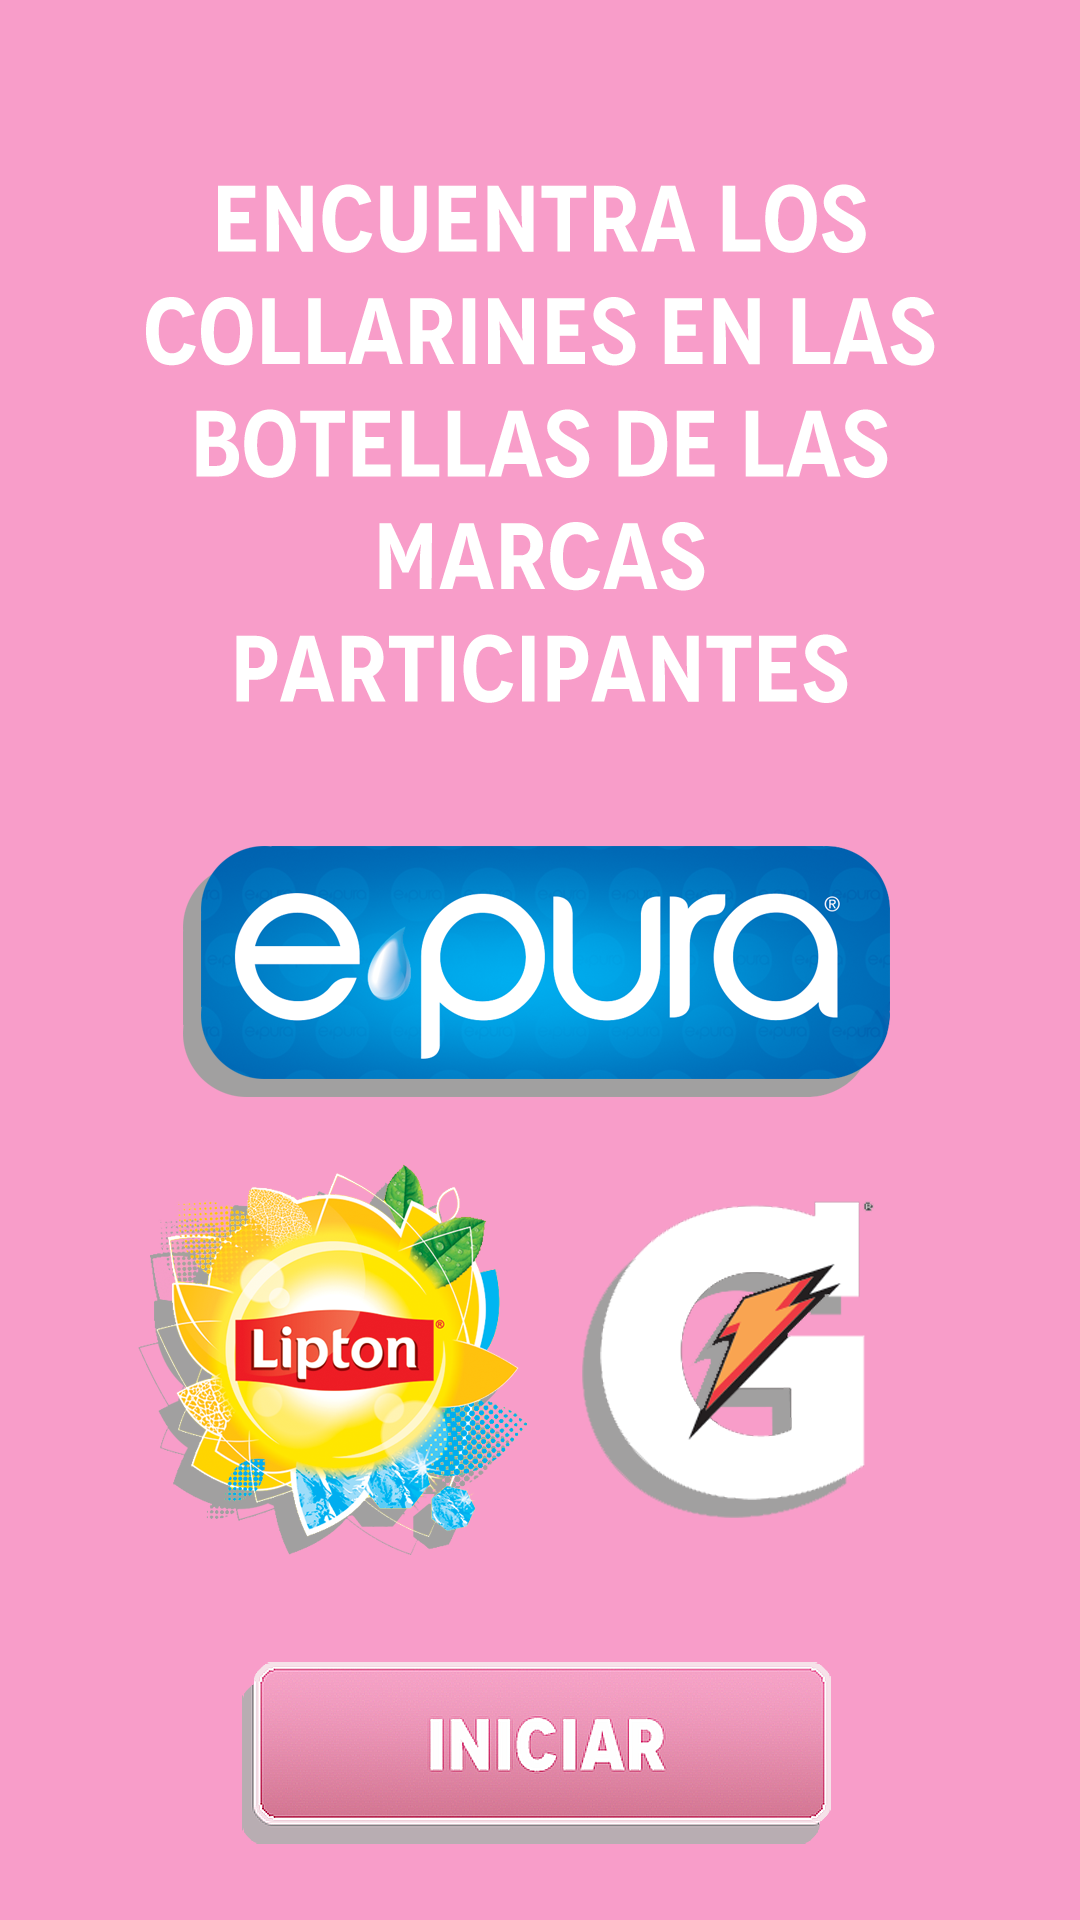 ENCUENTRA LOS
COLLARINES EN LAS
BOTELLAS DE LAS
MARCAS
PARTICIPANTES
e·pura®
Lipton®
G®
INICIAR